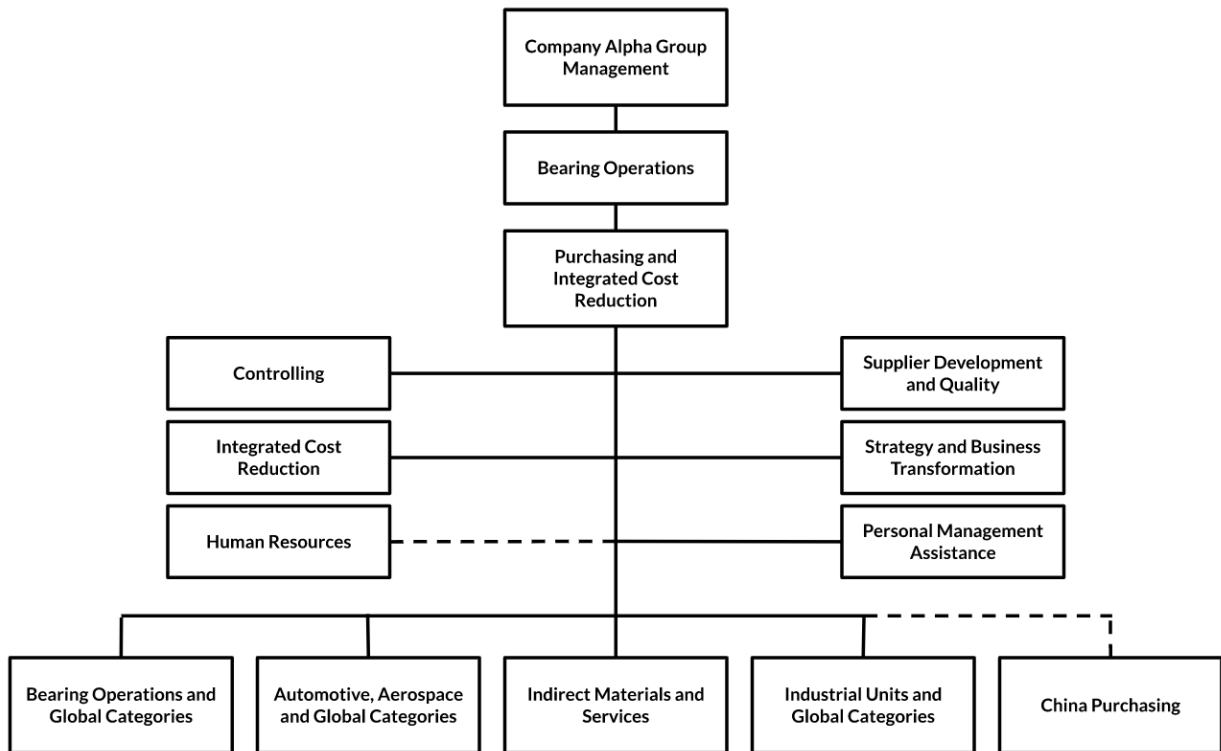 Company Alpha Group
Management
Bearing Operations
Purchasing and
Integrated Cost
Reduction
Controlling
Supplier Development
and Quality
Integrated Cost
Reduction
Strategy and Business
Transformation
Human Resources
Personal Management
Assistance
Bearing Operations and
Global Categories
Automotive, Aerospace
and Global Categories
Indirect Materials and
Services
Industrial Units and
Global Categories
China Purchasing